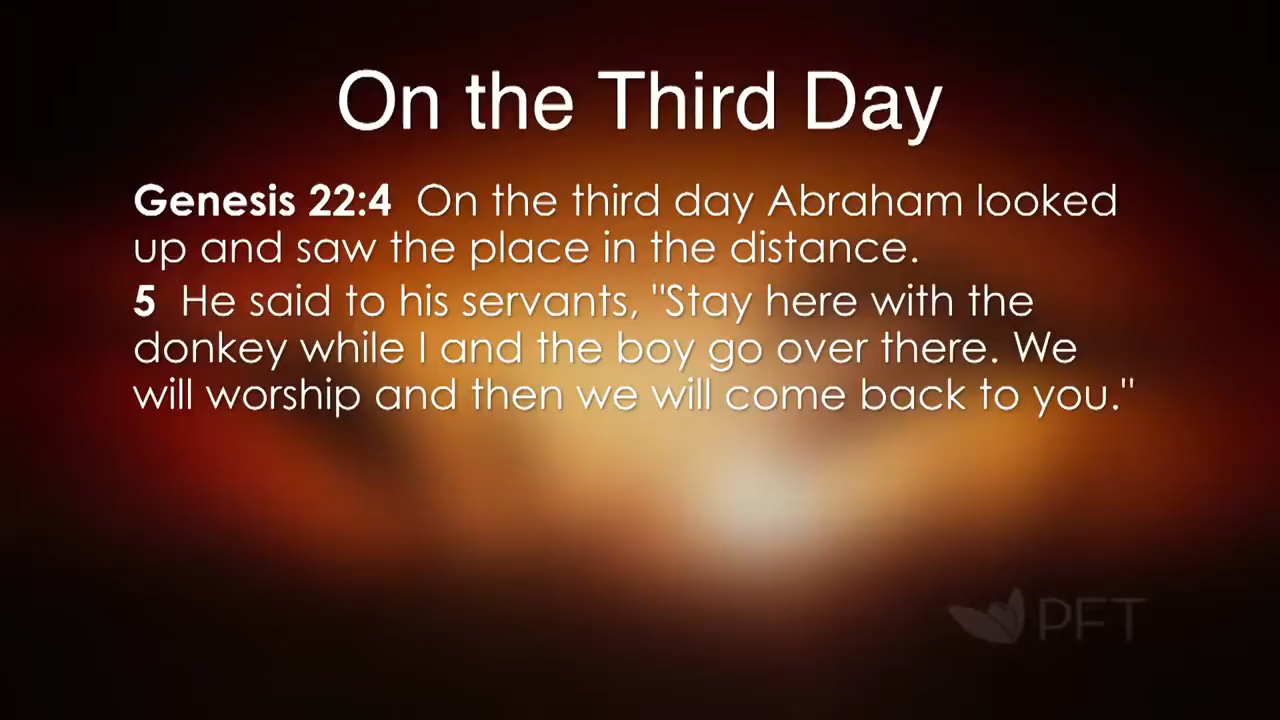 On the Third Day
Genesis 22:4 On the third day Abraham looked
up and saw the place in the distance.
5 He said to his servants, "Stay here with the
donkey while I and the boy go over there. We
will worship and then we will come back to you."
PFT